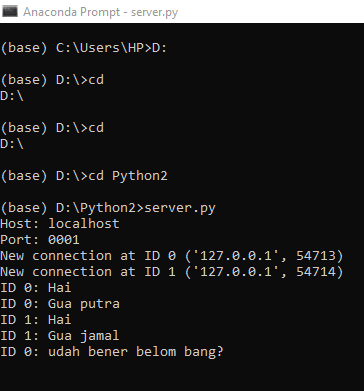 Anaconda Prompt - server.py
(base) C:\Users\HP>D:
(base) D:\>cd
D:\
(base) D:\>cd
D:\
(base) D:\>cd Python2
(base) D:\Python2>server.py
Host: localhost
Port: 0001
New connection at ID 0 ('127.0.0.1', 54713)
New connection at ID 1 ('127.0.0.1', 54714)
ID 0: Hai
ID 0: Gua putra
ID 1: Hai
ID 1: Gua jamal
ID 0: udah bener belom bang?